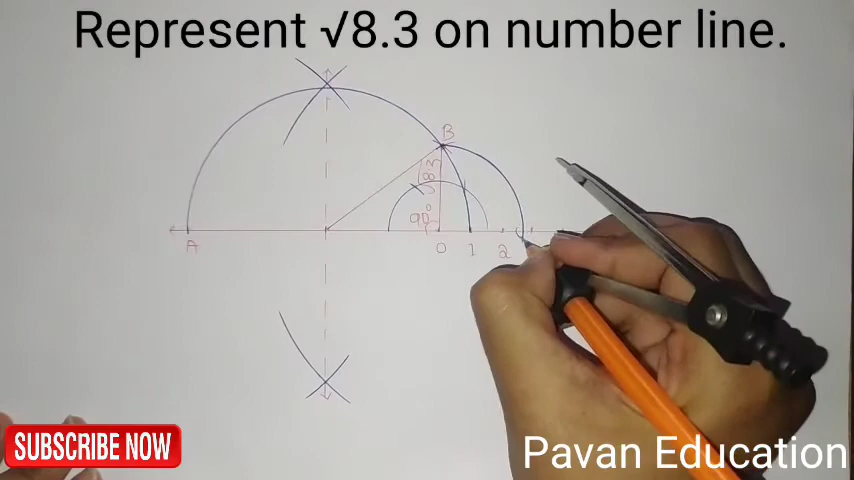 Represent √8.3 on number line.
B
√8.3
90°
A 0 1 2
SUBSCRIBE NOW
Pavan Education